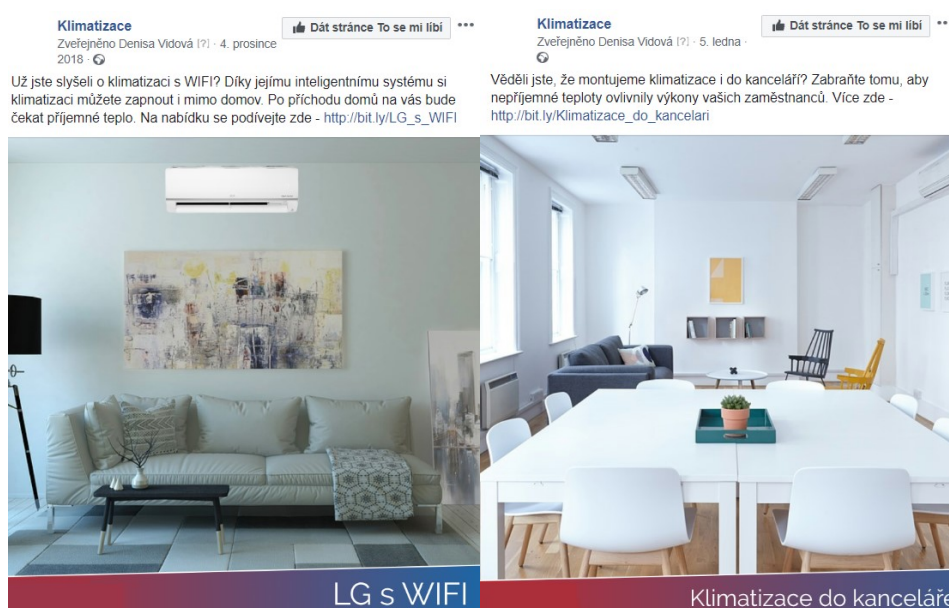 Klimatizace
Dát stránce To se mi líbí
Zveřejněno Denisa Vidová [?] · 4. prosince
2018 ·
Už jste slyšeli o klimatizaci s WIFI? Díky jejímu inteligentnímu systému si
klimatizaci můžete zapnout i mimo domov. Po příchodu domů na vás bude
čekat příjemné teplo. Na nabídku se podívejte zde - http://bit.ly/LG_s_WIFI
LG s WIFI
Klimatizace
Dát stránce To se mi líbí
Zveřejněno Denisa Vidová [?] · 5. ledna ·
Věděli jste, že montujeme klimatizace i do kanceláří? Zabraňte tomu, aby
nepříjemné teploty ovlivnily výkony vašich zaměstnanců. Více zde -
http://bit.ly/Klimatizace_do_kancelari
Klimatizace do kanceláře